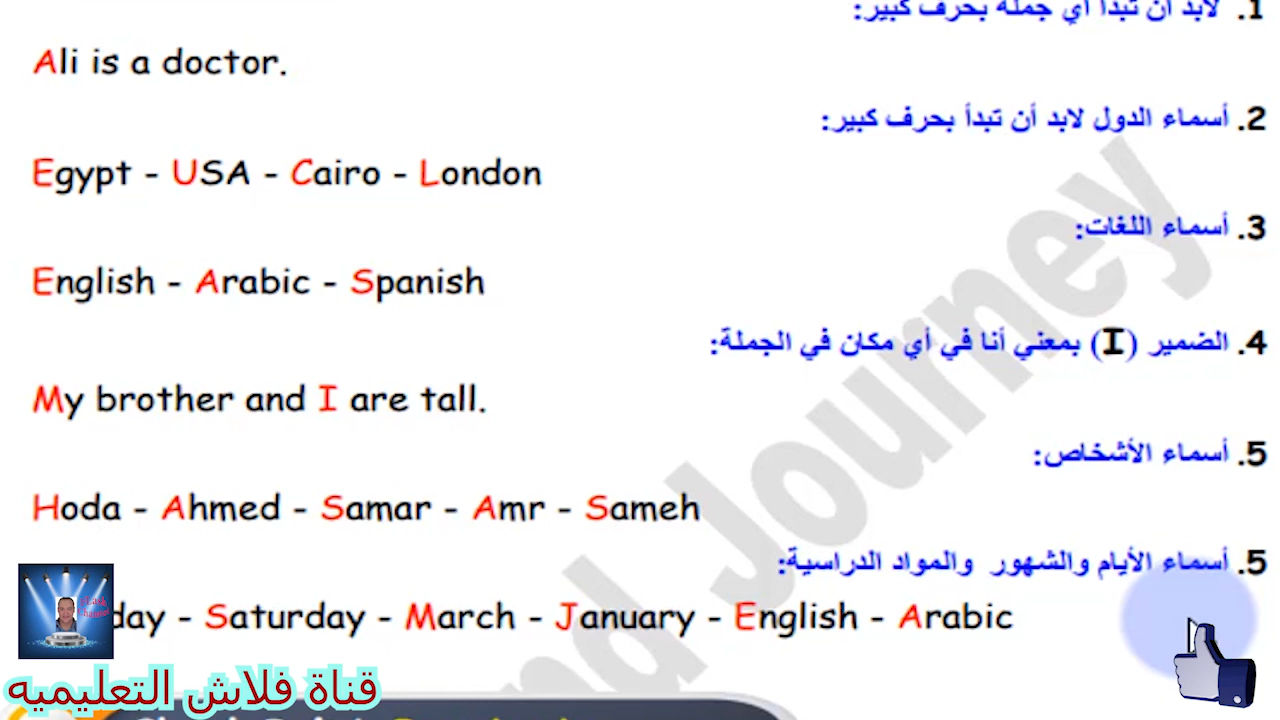 1. لابد أن تبدأ أي جملة بحرف كبير:
Ali is a doctor.
2. أسماء الدول لابد أن تبدأ بحرف كبير:
Egypt - USA - Cairo - London
3. أسماء اللغات:
English - Arabic - Spanish
4. الضمير (I) بمعني أنا في أي مكان في الجملة:
My brother and I are tall.
5. أسماء الأشخاص:
Hoda - Ahmed - Samar - Amr - Sameh
5. أسماء الأيام والشهور والمواد الدراسية:
day - Saturday - March - January - English - Arabic
قناة فلاش التعليميه
nd Journey